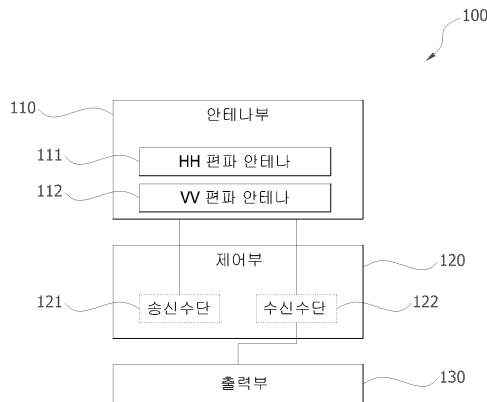 100
110
안테나부
111
HH 편파 안테나
112
VV 편파 안테나
제어부
120
121
송신수단
수신수단
122
출력부
130